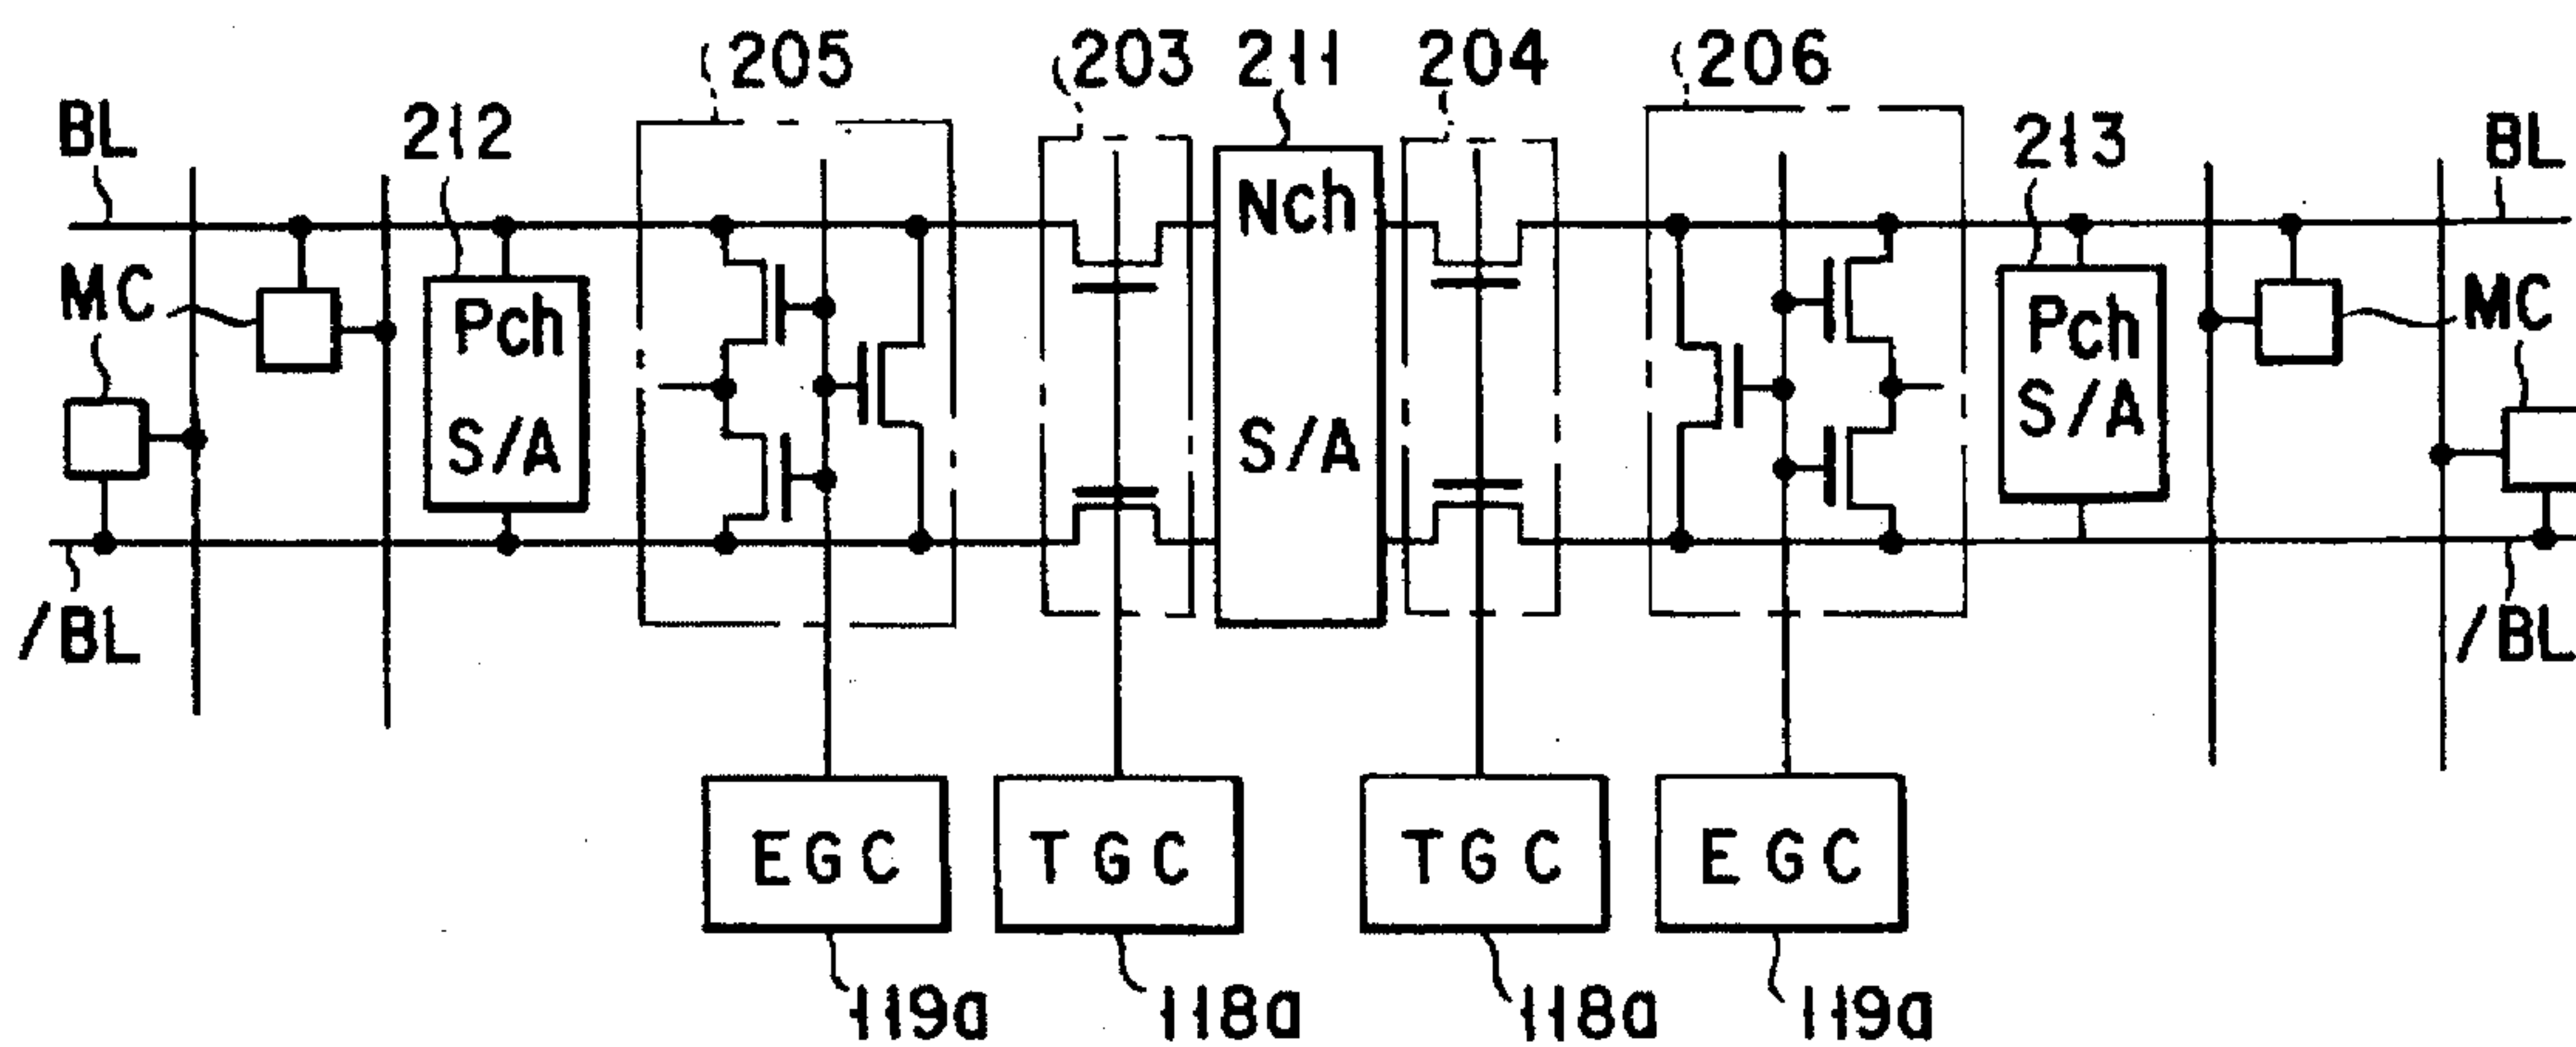 205
203
211
204
206
BL
212
213
BL
Nch
S/A
MC
Pch
S/A
Pch
S/A
MC
/BL
/BL
EGC
TGC
TGC
EGC
119a
118a
118a
119a